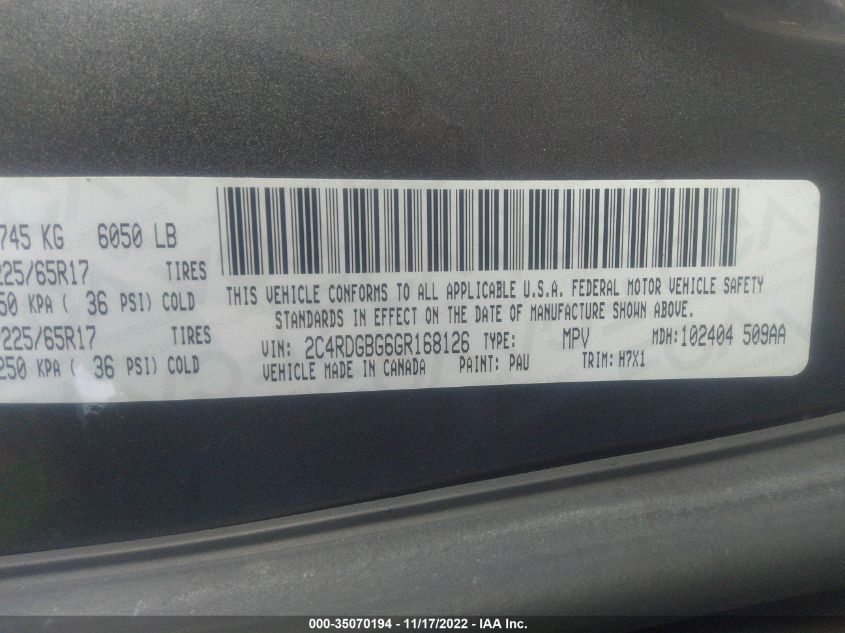 745 KG 6050 LB
225/65R17 TIRES
50 KPA ( 36 PSI) COLD
225/65R17
250 KPA ( 36 PSI) COLD
THIS VEHICLE CONFORMS TO ALL APPLICABLE U.S.A. FEDERAL MOTOR VEHICLE SAFETY
STANDARDS IN EFFECT ON THE DATE OF MANUFACTURE SHOWN ABOVE.
VIN: 2C4RDGBG6GR168126 TYPE: MPV MDH:102404 509AA
VEHICLE MADE IN CANADA PAINT: PAU TRIM: H7X1
000-35070194 - 11/17/2022 - IAA Inc.